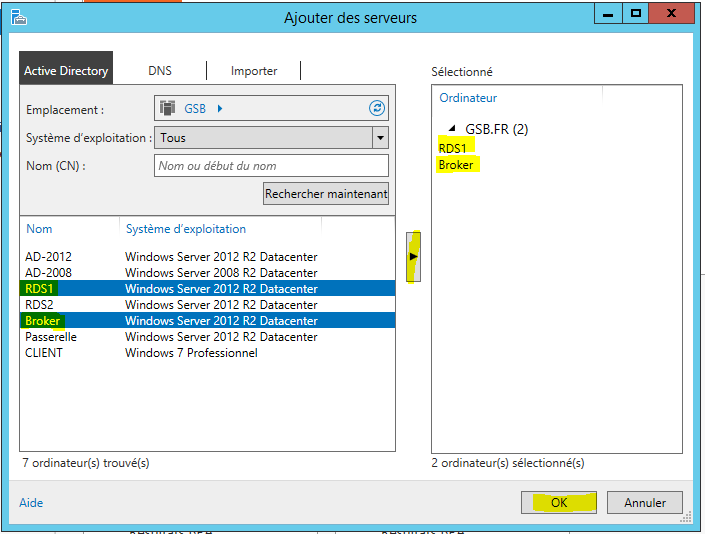 Ajouter des serveurs
Active Directory
DNS
Importer
Emplacement :
GSB
Système d'exploitation :
Tous
Nom (CN) :
Nom ou début du nom
Rechercher maintenant
Nom Système d'exploitation
AD-2012 Windows Server 2012 R2 Datacenter
AD-2008 Windows Server 2008 R2 Datacenter
RDS1 Windows Server 2012 R2 Datacenter
RDS2 Windows Server 2012 R2 Datacenter
Broker Windows Server 2012 R2 Datacenter
Passerelle Windows Server 2012 R2 Datacenter
CLIENT Windows 7 Professionnel
7 ordinateur(s) trouvé(s)
Sélectionné
Ordinateur
GSB.FR (2)
RDS1
Broker
2 ordinateur(s) sélectionné(s)
Aide
OK
Annuler